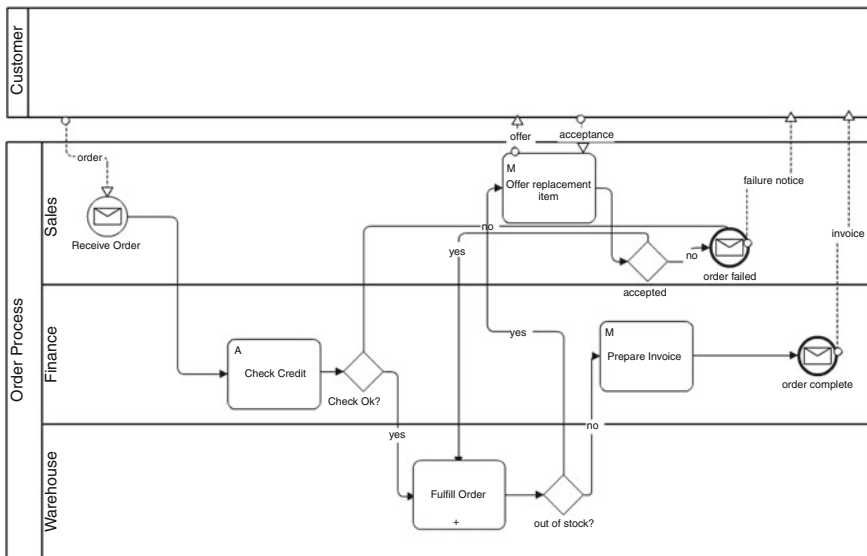 Customer
order
offer
acceptance
failure notice
invoice
Order Process
Sales
Receive Order
M
Offer replacement
item
no
yes
no
accepted
order failed
Finance
A
Check Credit
Check Ok?
yes
M
Prepare Invoice
order complete
yes
no
Warehouse
Fulfill Order
+
out of stock?